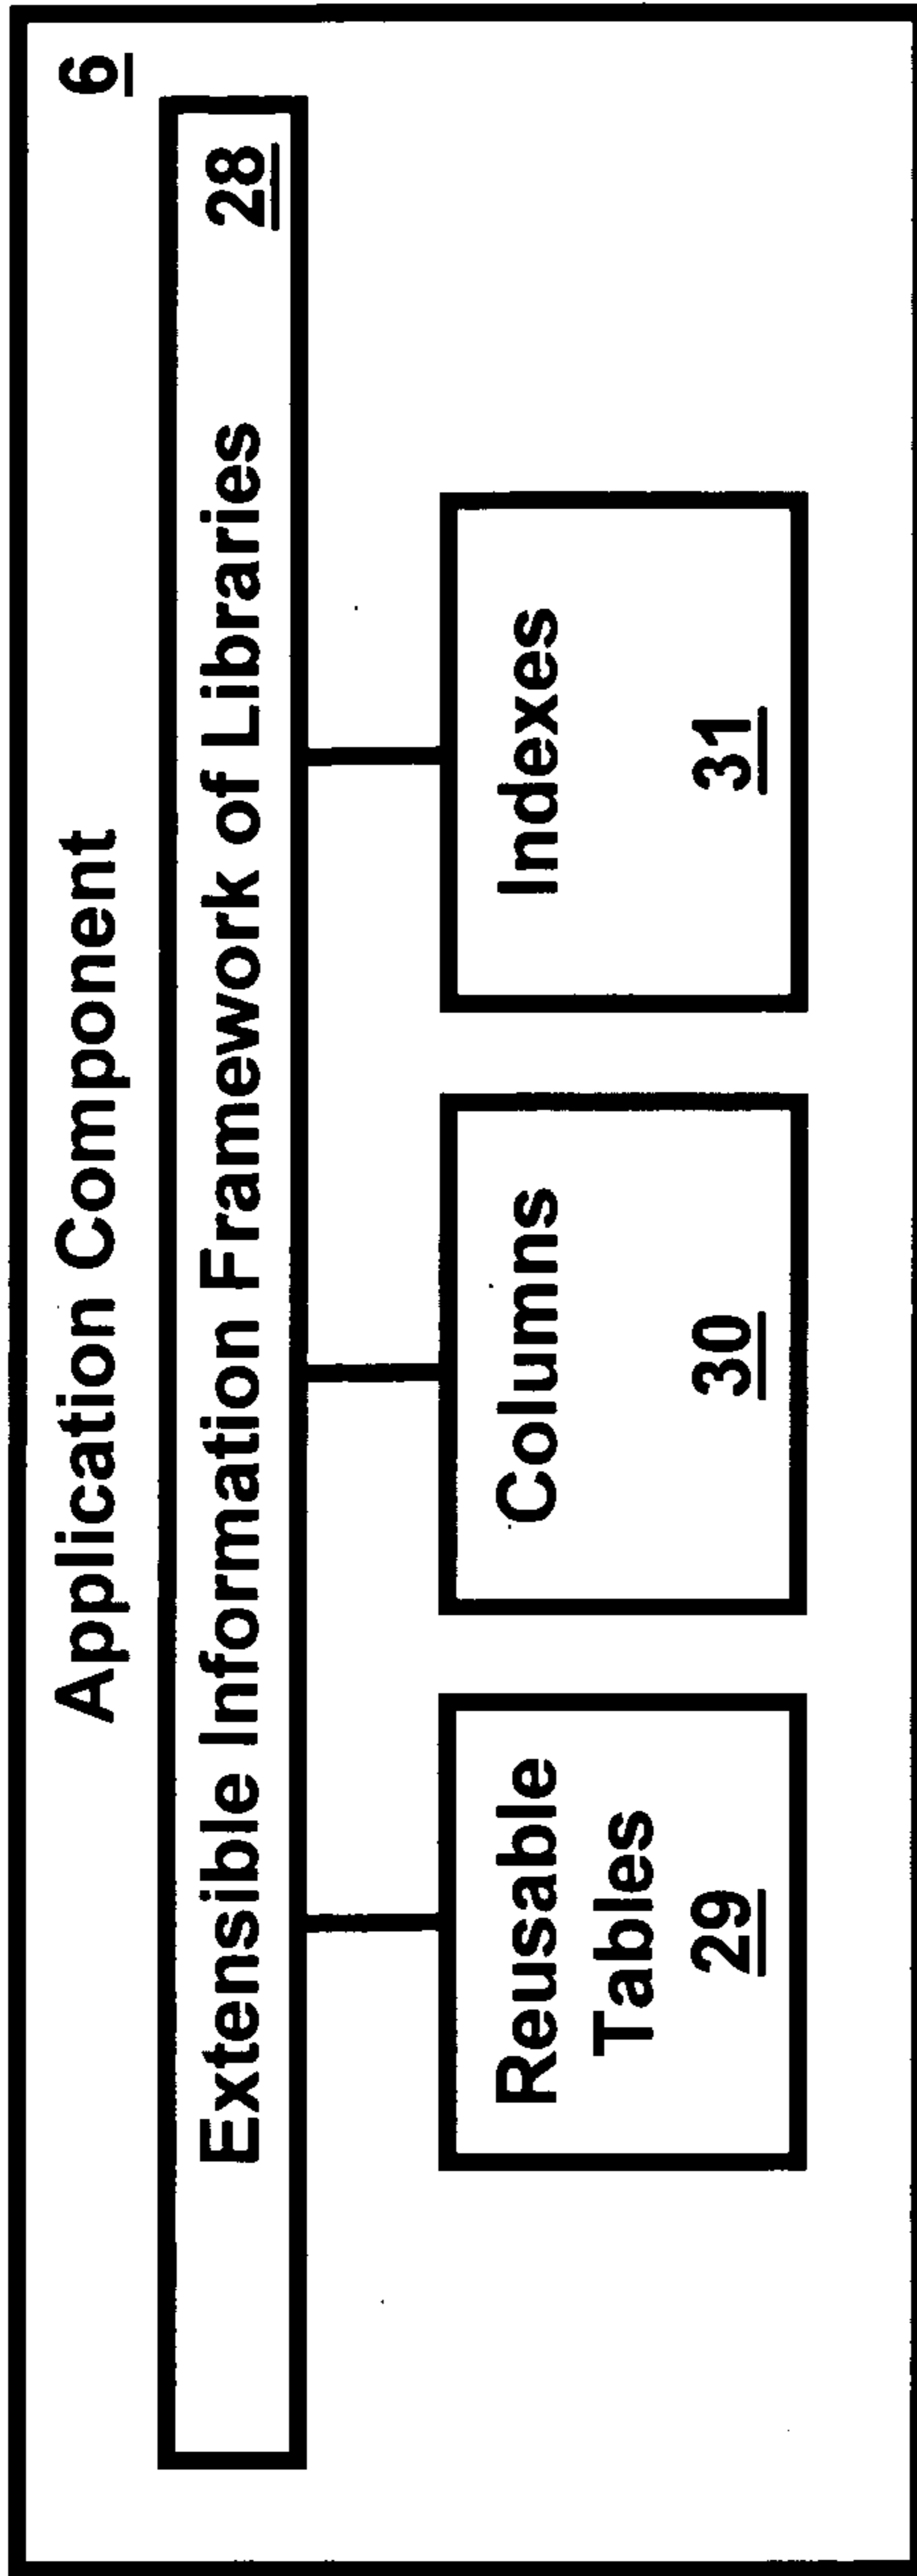 Application Component 6
Extensible Information Framework of Libraries 28
Reusable
Tables
29
Columns
30
Indexes
31